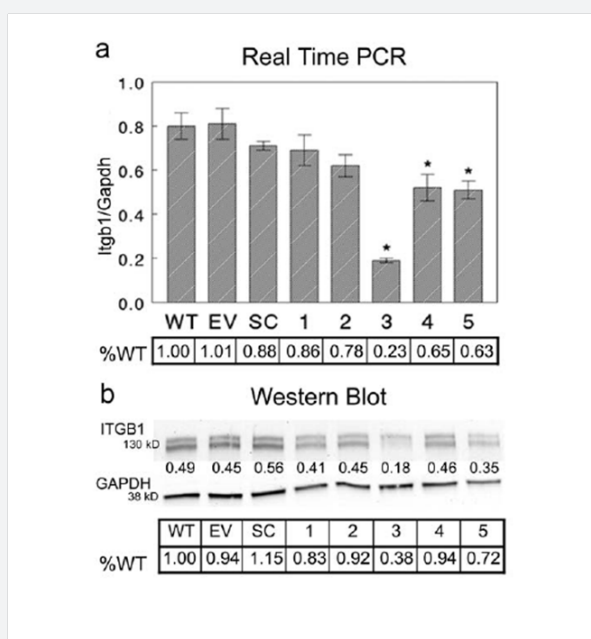 a
Real Time PCR
1.0
0.8
0.6
0.4
0.2
0.0
Itgb1/Gapdh
* * *
WT EV SC 1 2 3 4 5
%WT 1.00 1.01 0.88 0.86 0.78 0.23 0.65 0.63
b
Western Blot
ITGB1
130 kD
0.49 0.45 0.56 0.41 0.45 0.18 0.46 0.35
GAPDH
38 kD
WT EV SC 1 2 3 4 5
%WT 1.00 0.94 1.15 0.83 0.92 0.38 0.94 0.72